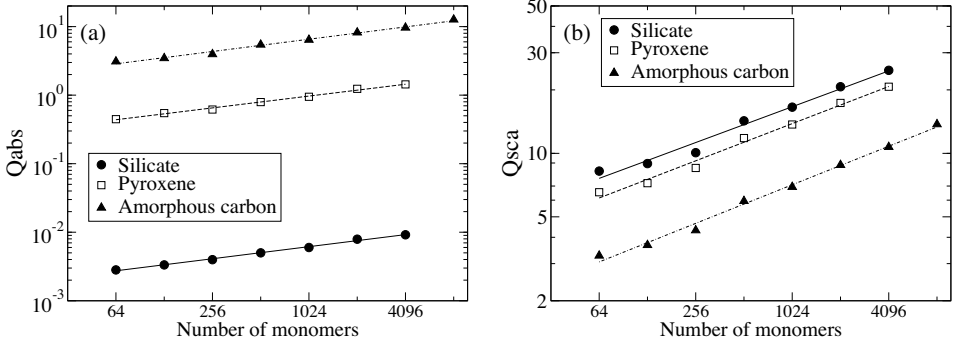 (a)
10^1
10^0
10^-1
10^-2
10^-3
Qabs
Silicate
Pyroxene
Amorphous carbon
64
256
1024
4096
Number of monomers
(b)
50
30
10
5
2
Qsca
Silicate
Pyroxene
Amorphous carbon
64
1024
4096
Number of monomers